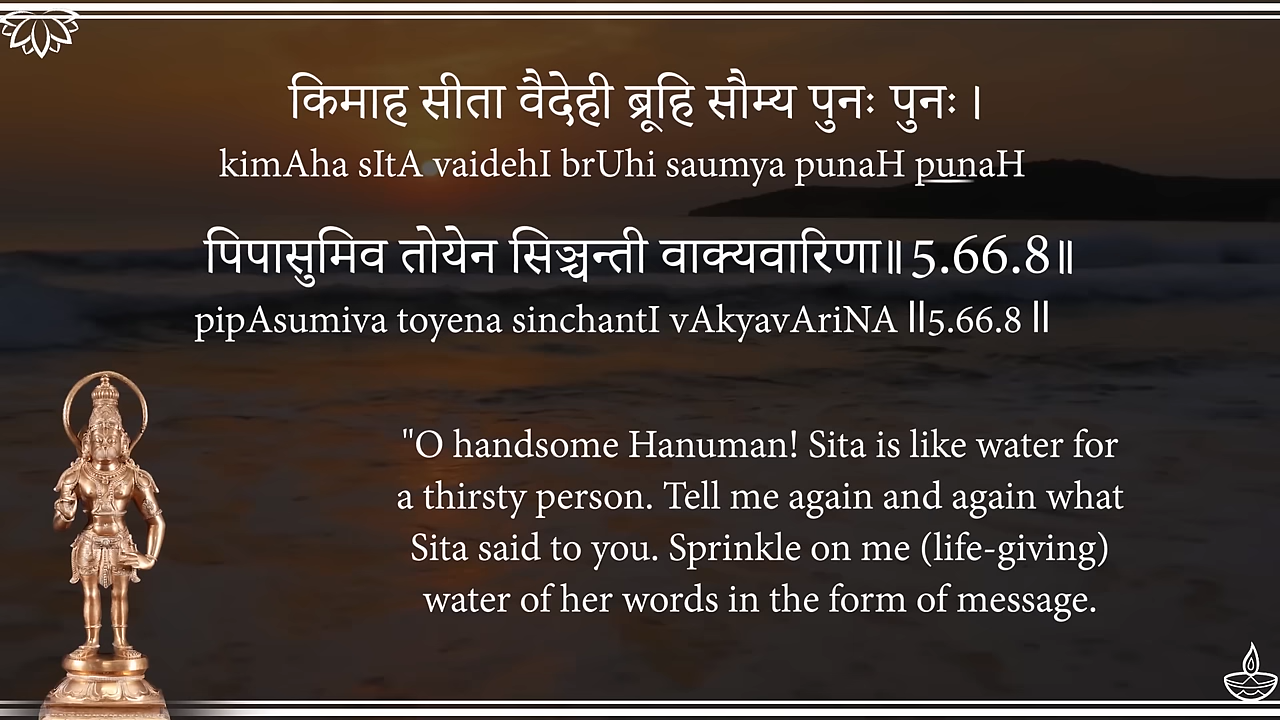 किमाह सीता वैदेही ब्रूहि सौम्य पुनः पुनः ।
kimAha sItA vaidehI brUhi saumya punaH punaH
पिपासुमिव तोयेन सिञ्चन्ती वाक्यवारिणा॥5.66.8॥
pipAsumiva toyena sinchantI vAkyavAriNA ||5.66.8 ||
"O handsome Hanuman! Sita is like water for
a thirsty person. Tell me again and again what
Sita said to you. Sprinkle on me (life-giving)
water of her words in the form of message.